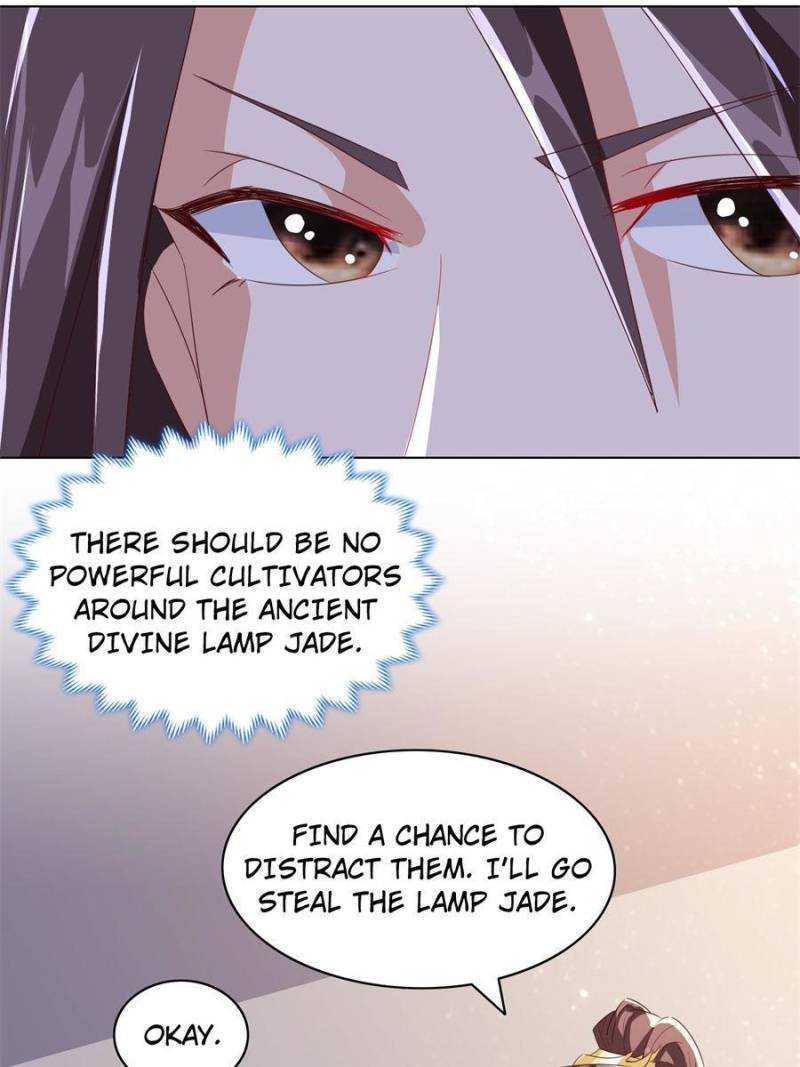 THERE SHOULD BE NO
POWERFUL CULTIVATORS
AROUND THE ANCIENT
DIVINE LAMP JADE.
FIND A CHANCE TO
DISTRACT THEM. I'LL GO
STEAL THE LAMP JADE.
OKAY.